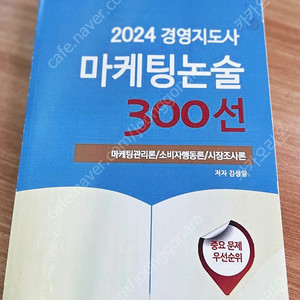 2024 경영지도사
마케팅논술
300선
마케팅관리론/소비자행동론/시장조사론
저자 김상일
중요 문제
우선순위